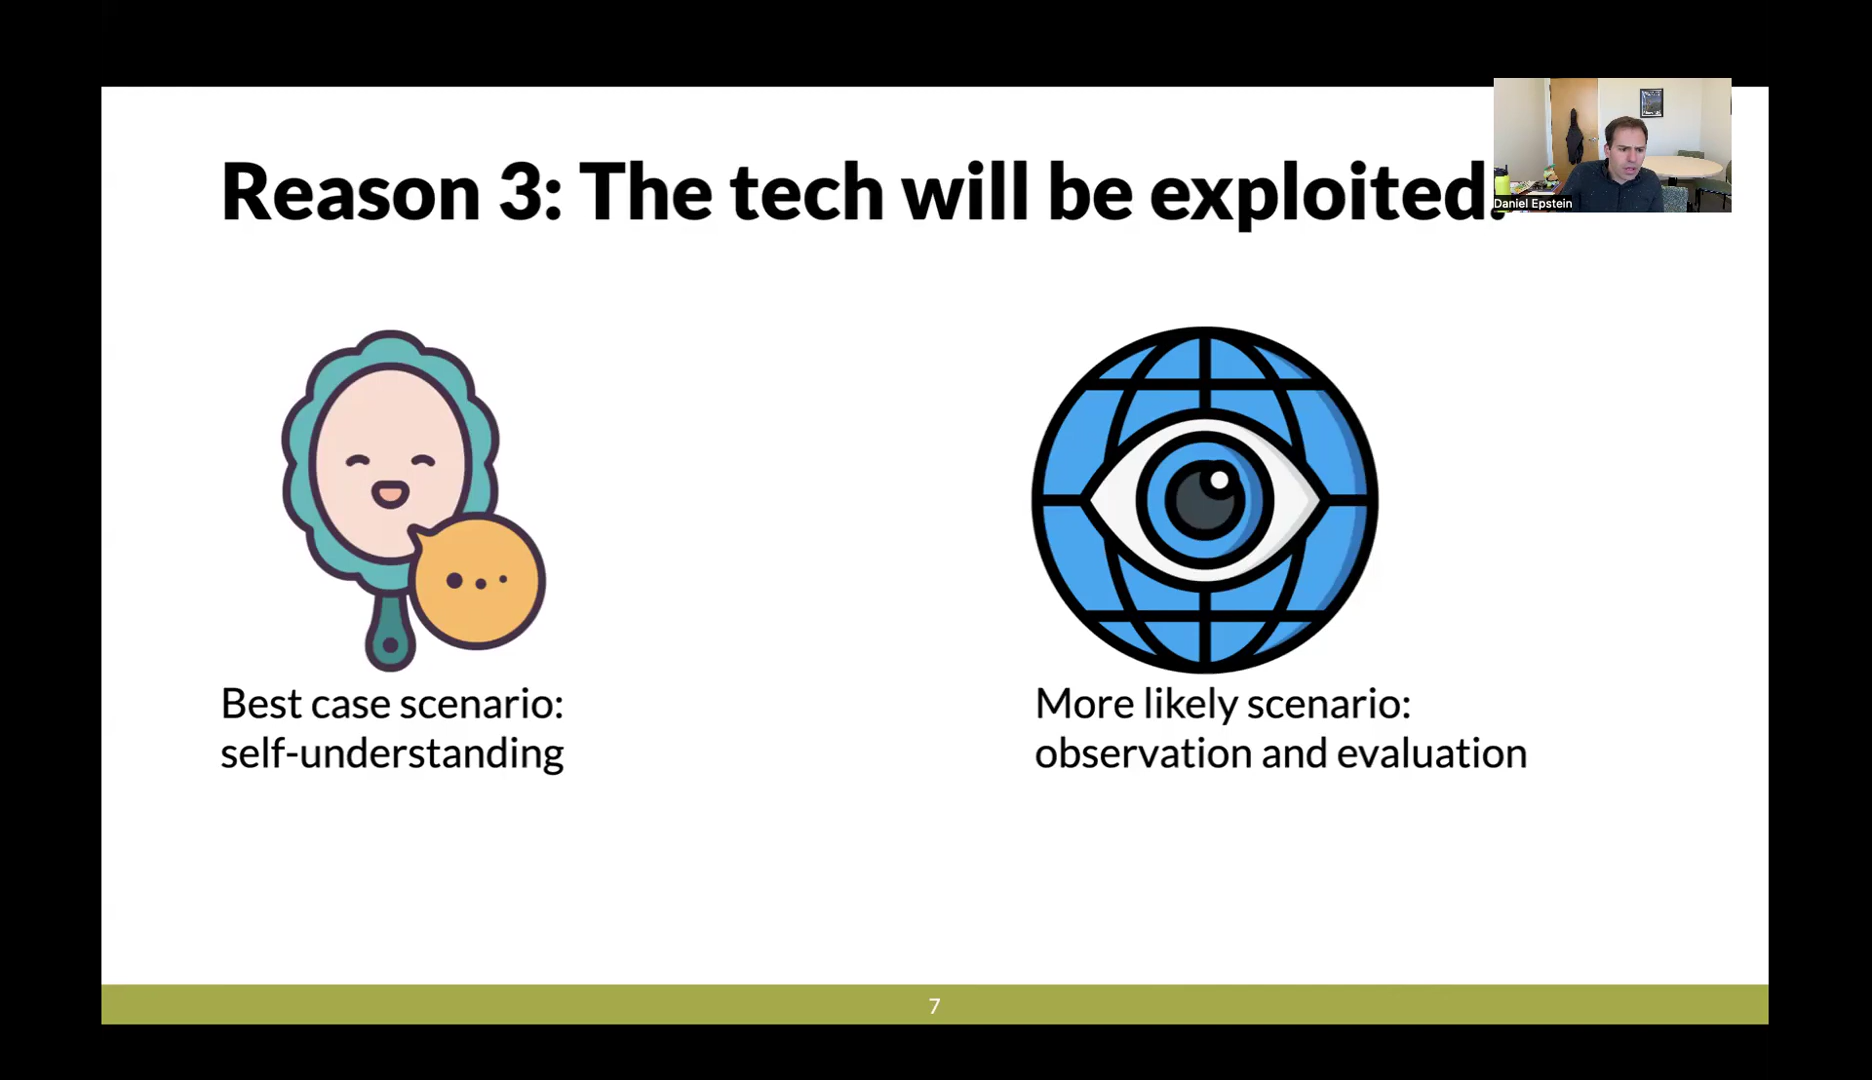 Reason 3: The tech will be exploited.
Daniel Epstein
Best case scenario:
self-understanding
More likely scenario:
observation and evaluation
7